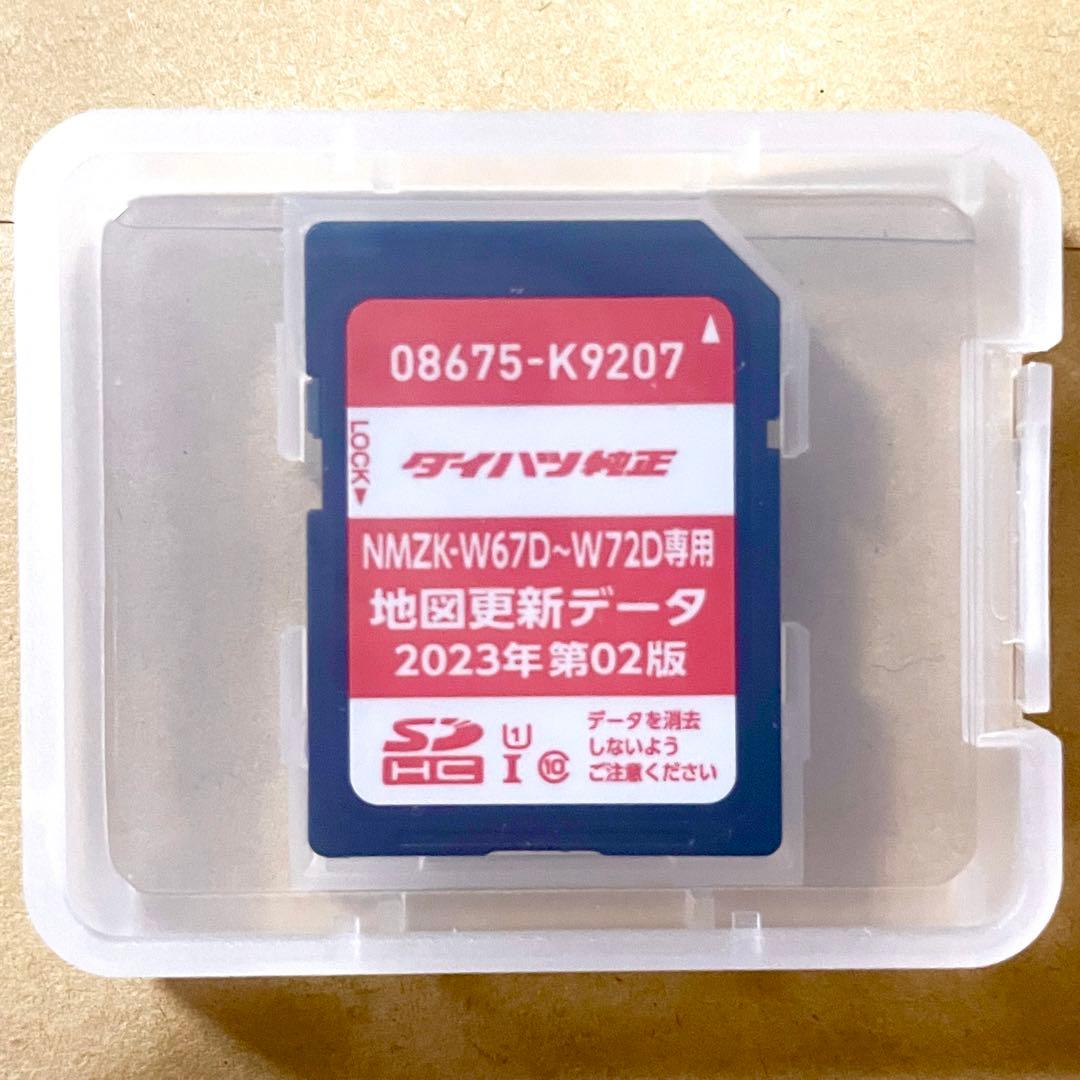 08675-K9207
LOCK
ダイハツ純正
NMZK-W67D~W72D専用
地図更新データ
2023年 第02版
SD HC 1 I 10
データを消去
しないよう
ご注意ください